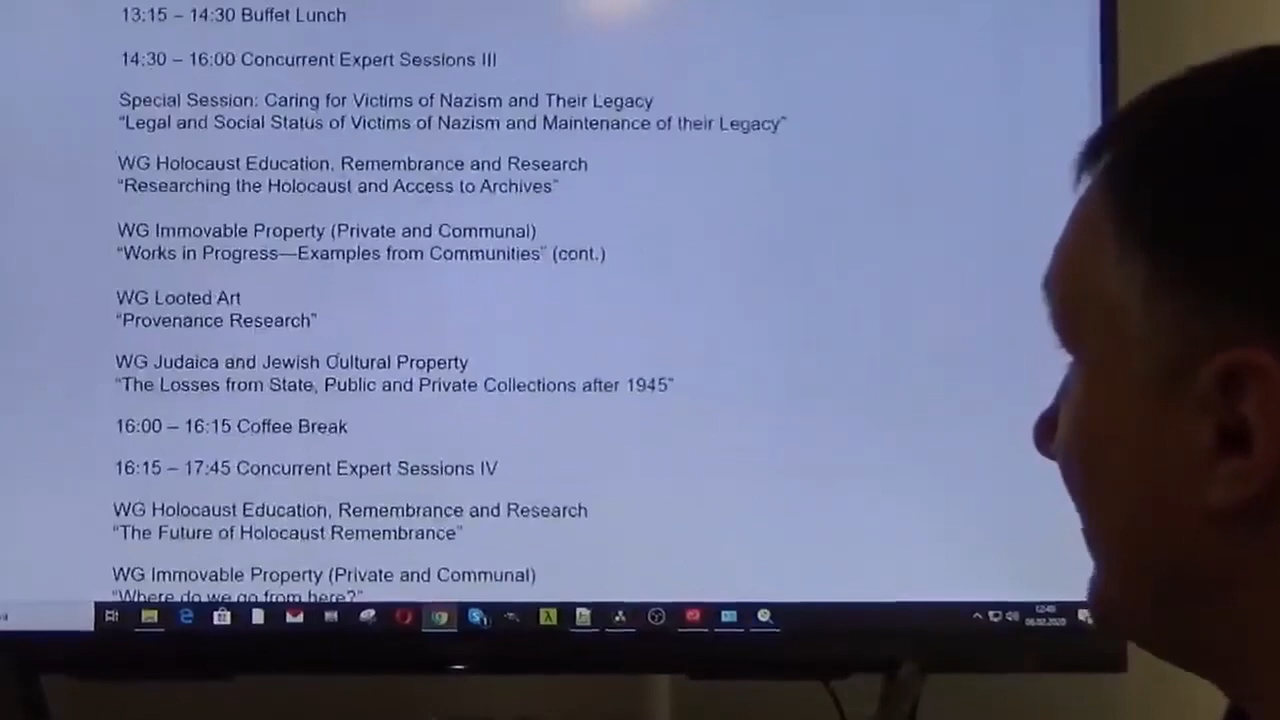 13:15 – 14:30 Buffet Lunch
14:30 – 16:00 Concurrent Expert Sessions III
Special Session: Caring for Victims of Nazism and Their Legacy
“Legal and Social Status of Victims of Nazism and Maintenance of their Legacy”
WG Holocaust Education, Remembrance and Research
“Researching the Holocaust and Access to Archives”
WG Immovable Property (Private and Communal)
“Works in Progress—Examples from Communities” (cont.)
WG Looted Art
“Provenance Research”
WG Judaica and Jewish Cultural Property
“The Losses from State, Public and Private Collections after 1945”
16:00 – 16:15 Coffee Break
16:15 – 17:45 Concurrent Expert Sessions IV
WG Holocaust Education, Remembrance and Research
“The Future of Holocaust Remembrance”
WG Immovable Property (Private and Communal)
“Where do we go from here?”